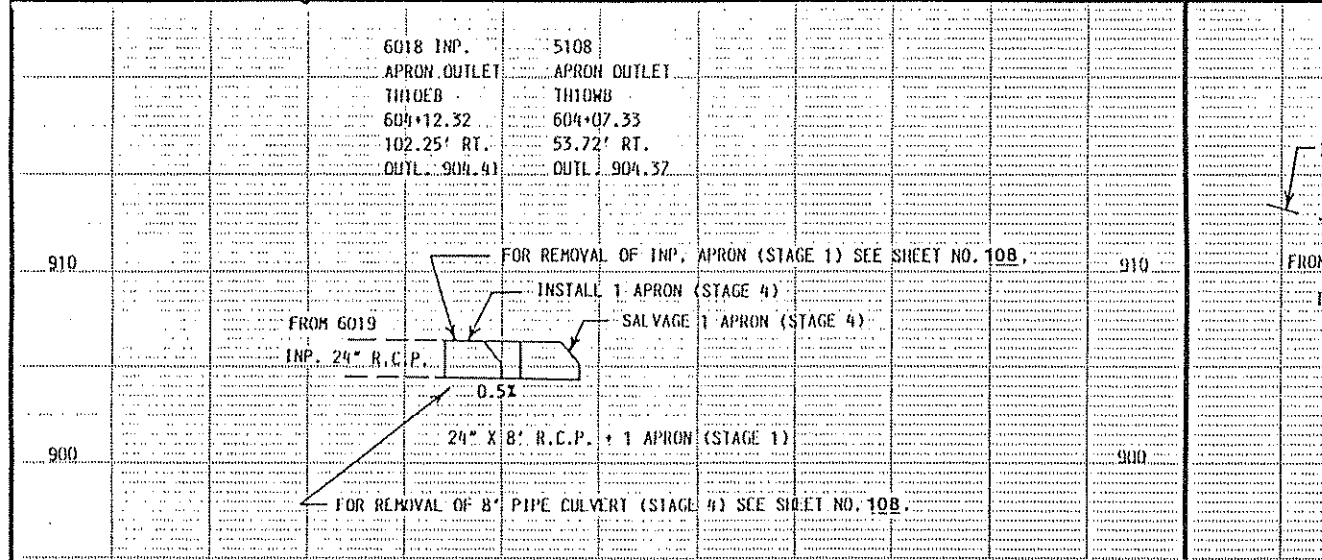 6018 INP. 5108
APRON OUTLET APRON OUTLET
TH10EB TH10WB
604+12.32 604+07.33
102.25' RT. 53.72' RT.
OUTL. 904.41 OUTL. 904.37
FOR REMOVAL OF INP. APRON (STAGE 1) SEE SHEET NO. 108.
910 910
FROM
INSTALL 1 APRON (STAGE 4)
FROM 6019
SALVAGE 1 APRON (STAGE 4)
INP. 24" R.C.P.
0.5%
24" X 8' R.C.P. + 1 APRON (STAGE 1)
900 900
FOR REMOVAL OF 8' PIPE CULVERT (STAGE 4) SEE SHEET NO. 108.